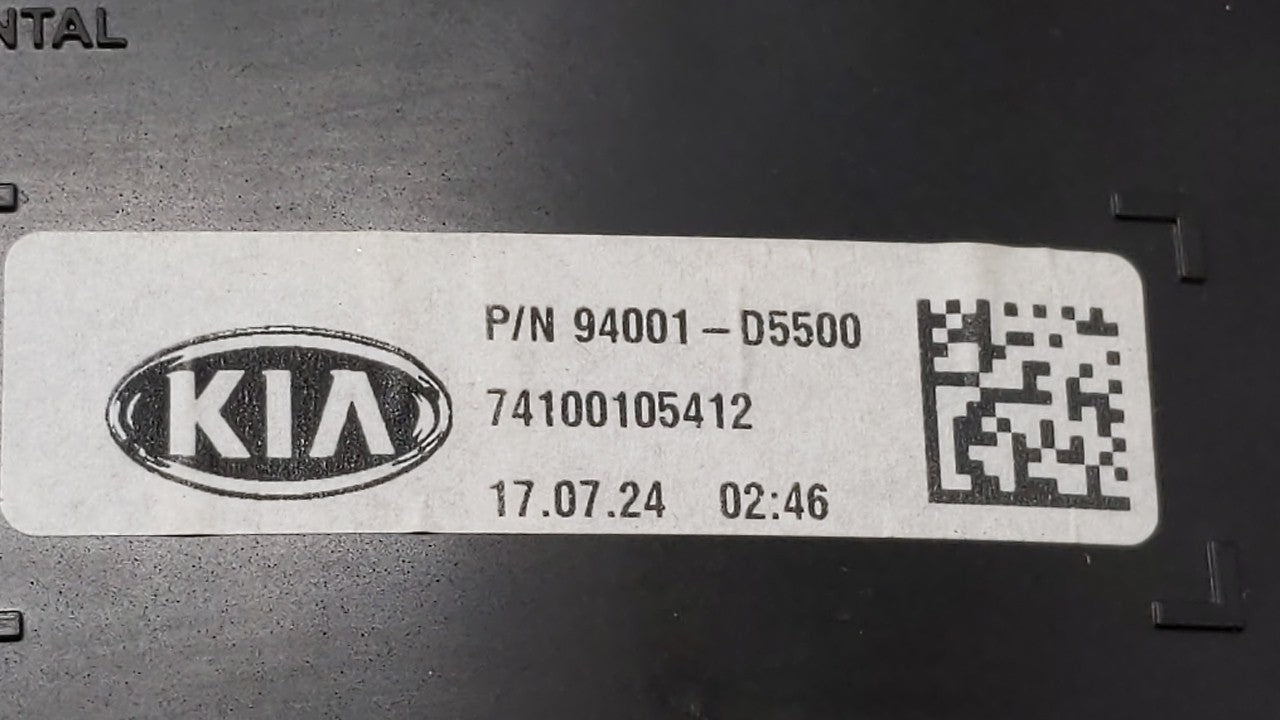 NTAL
KIA
P/N 94001-D5500
74100105412
17.07.24 02:46